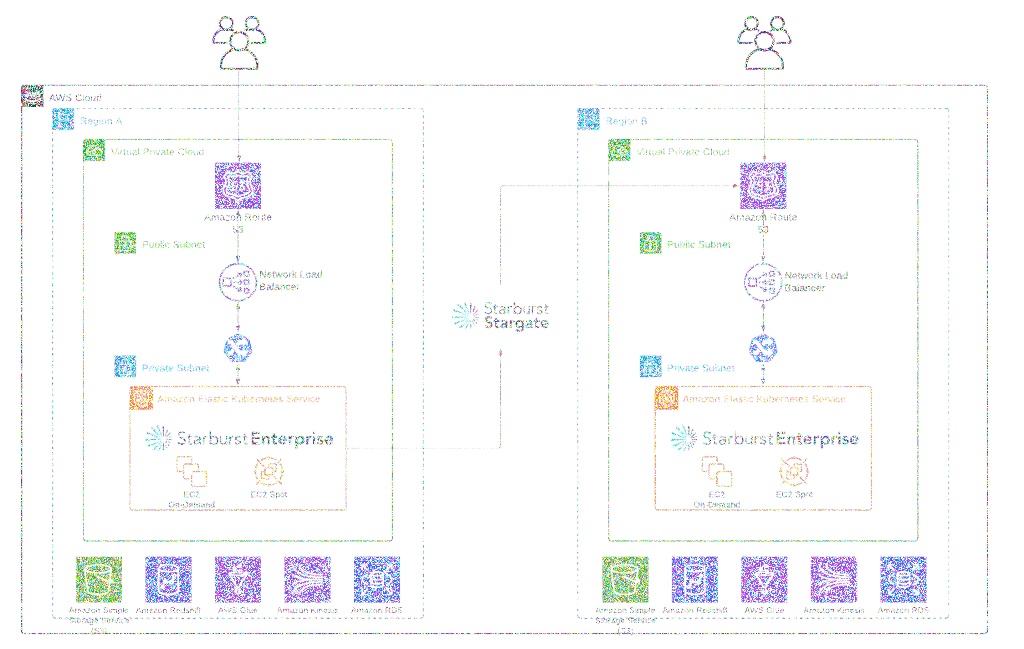 AWS Cloud
Region A
Region B
Virtual Private Cloud
Virtual Private Cloud
Amazon Route
53
Amazon Route
53
Public Subnet
Public Subnet
Network Load
Balancer
Network Load
Balancer
Starburst
Stargate
Private Subnet
Private Subnet
Amazon Elastic Kubernetes Service
Amazon Elastic Kubernetes Service
Starburst Enterprise
Starburst Enterprise
EC2
On-Demand
EC2 Spot
EC2
On-Demand
EC2 Spot
Amazon Simple
Storage Service
(S3)
Amazon Redshift
AWS Glue
Amazon Kinesis
Amazon RDS
Amazon Simple
Storage Service
(S3)
Amazon Redshift
AWS Glue
Amazon Kinesis
Amazon RDS